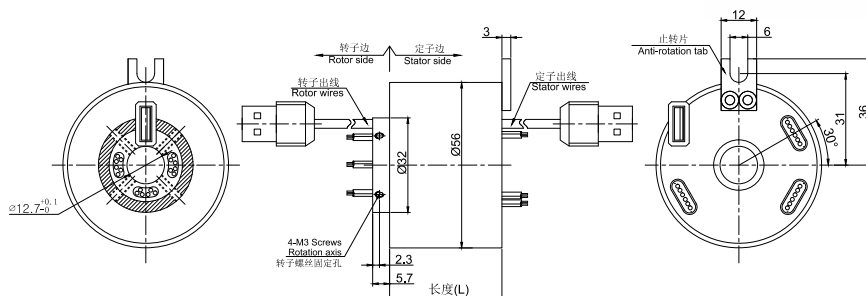 ⌀12.7+0.1 -0
转子边
Rotor side
定子边
Stator side
3
转子出线
Rotor wires
定子出线
Stator wires
Ø32
Ø56
4-M3 Screws
Rotation axis
转子螺丝固定孔
2.3
5.7
长度(L)
12
6
止转片
Anti-rotation tab
30°
31
36